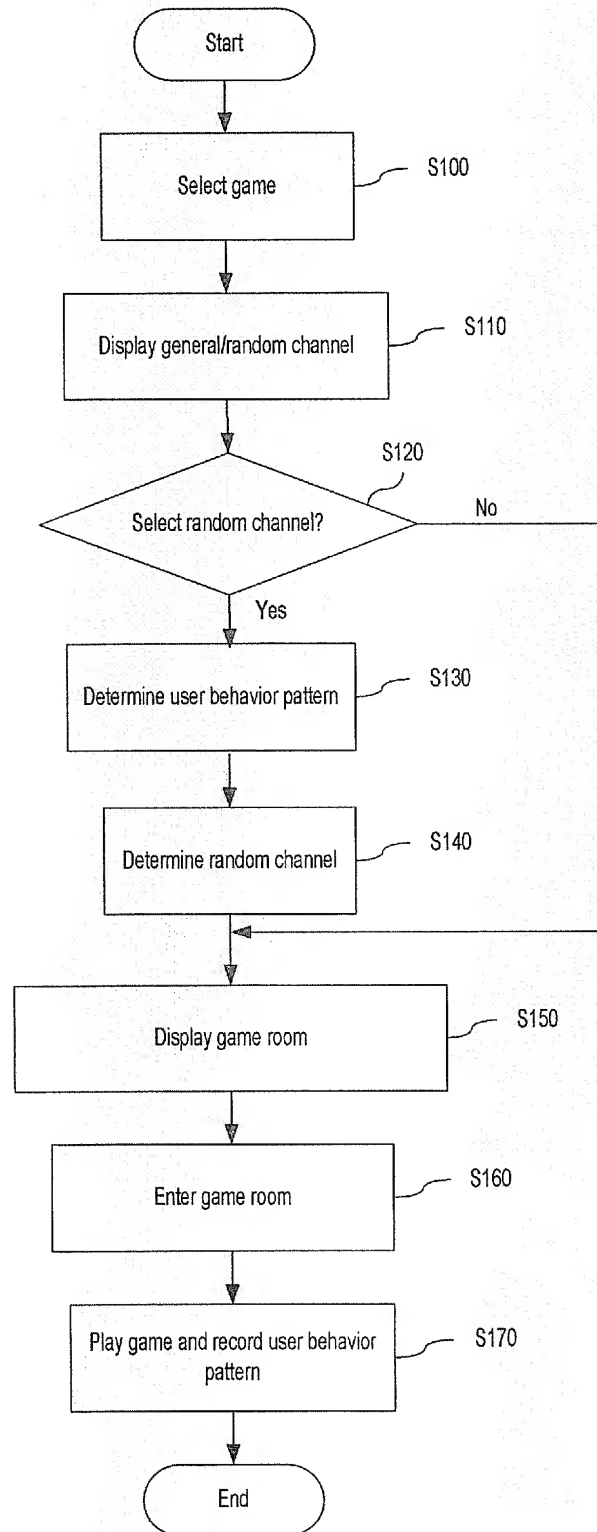 Start
Select game
S100
Display general/random channel
S110
S120
Select random channel?
No
Yes
Determine user behavior pattern
S130
Determine random channel
S140
Display game room
S150
Enter game room
S160
Play game and record user behavior
pattern
S170
End